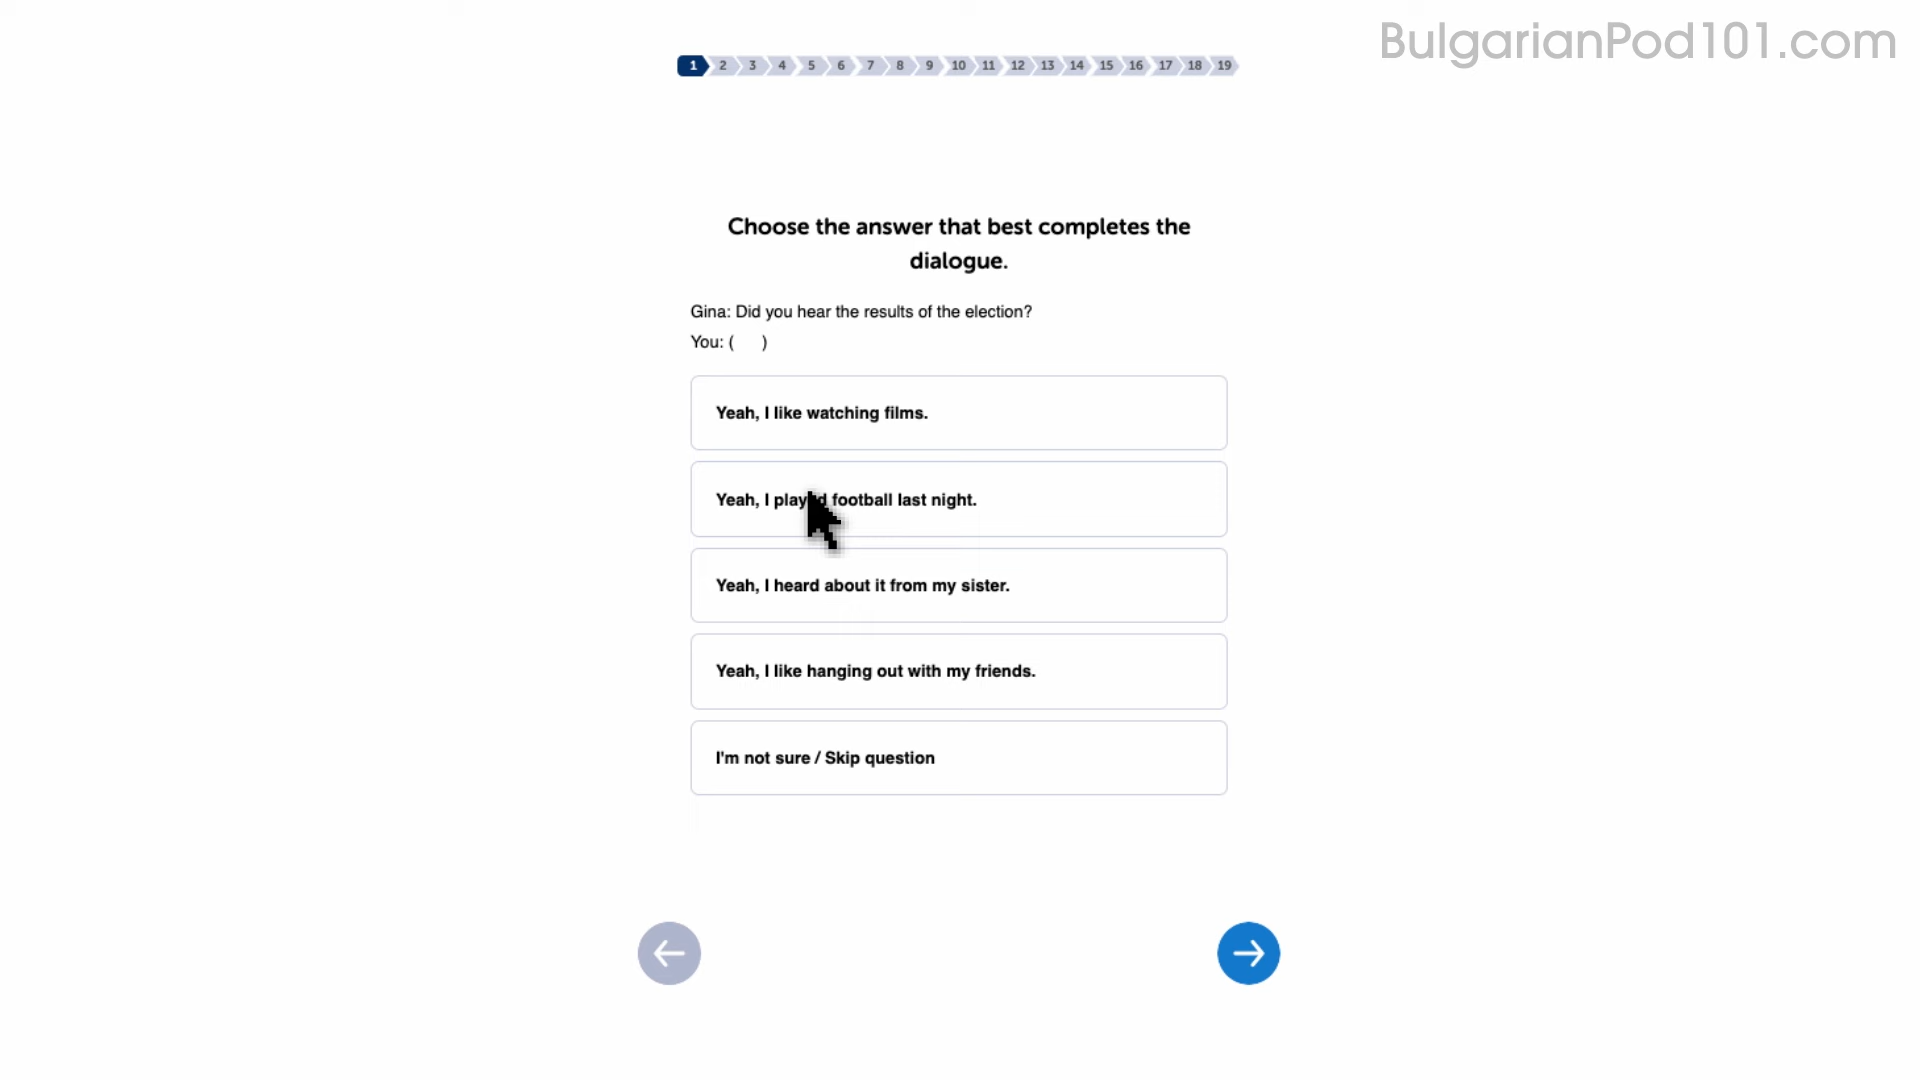 BulgarianPod101.com
1 2 3 4 5 6 7 8 9 10 11 12 13 14 15 16 17 18 19
Choose the answer that best completes the
dialogue.
Gina: Did you hear the results of the election?
You: ( )
Yeah, I like watching films.
Yeah, I played football last night.
Yeah, I heard about it from my sister.
Yeah, I like hanging out with my friends.
I'm not sure / Skip question